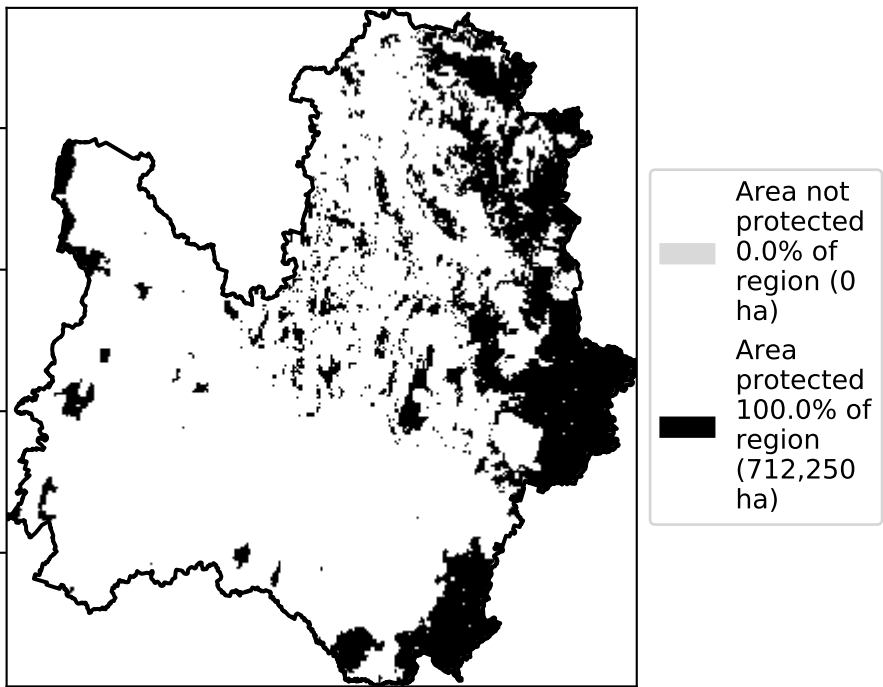 Area not
protected
0.0% of
region (0
ha)
Area
protected
100.0% of
region
(712,250
ha)